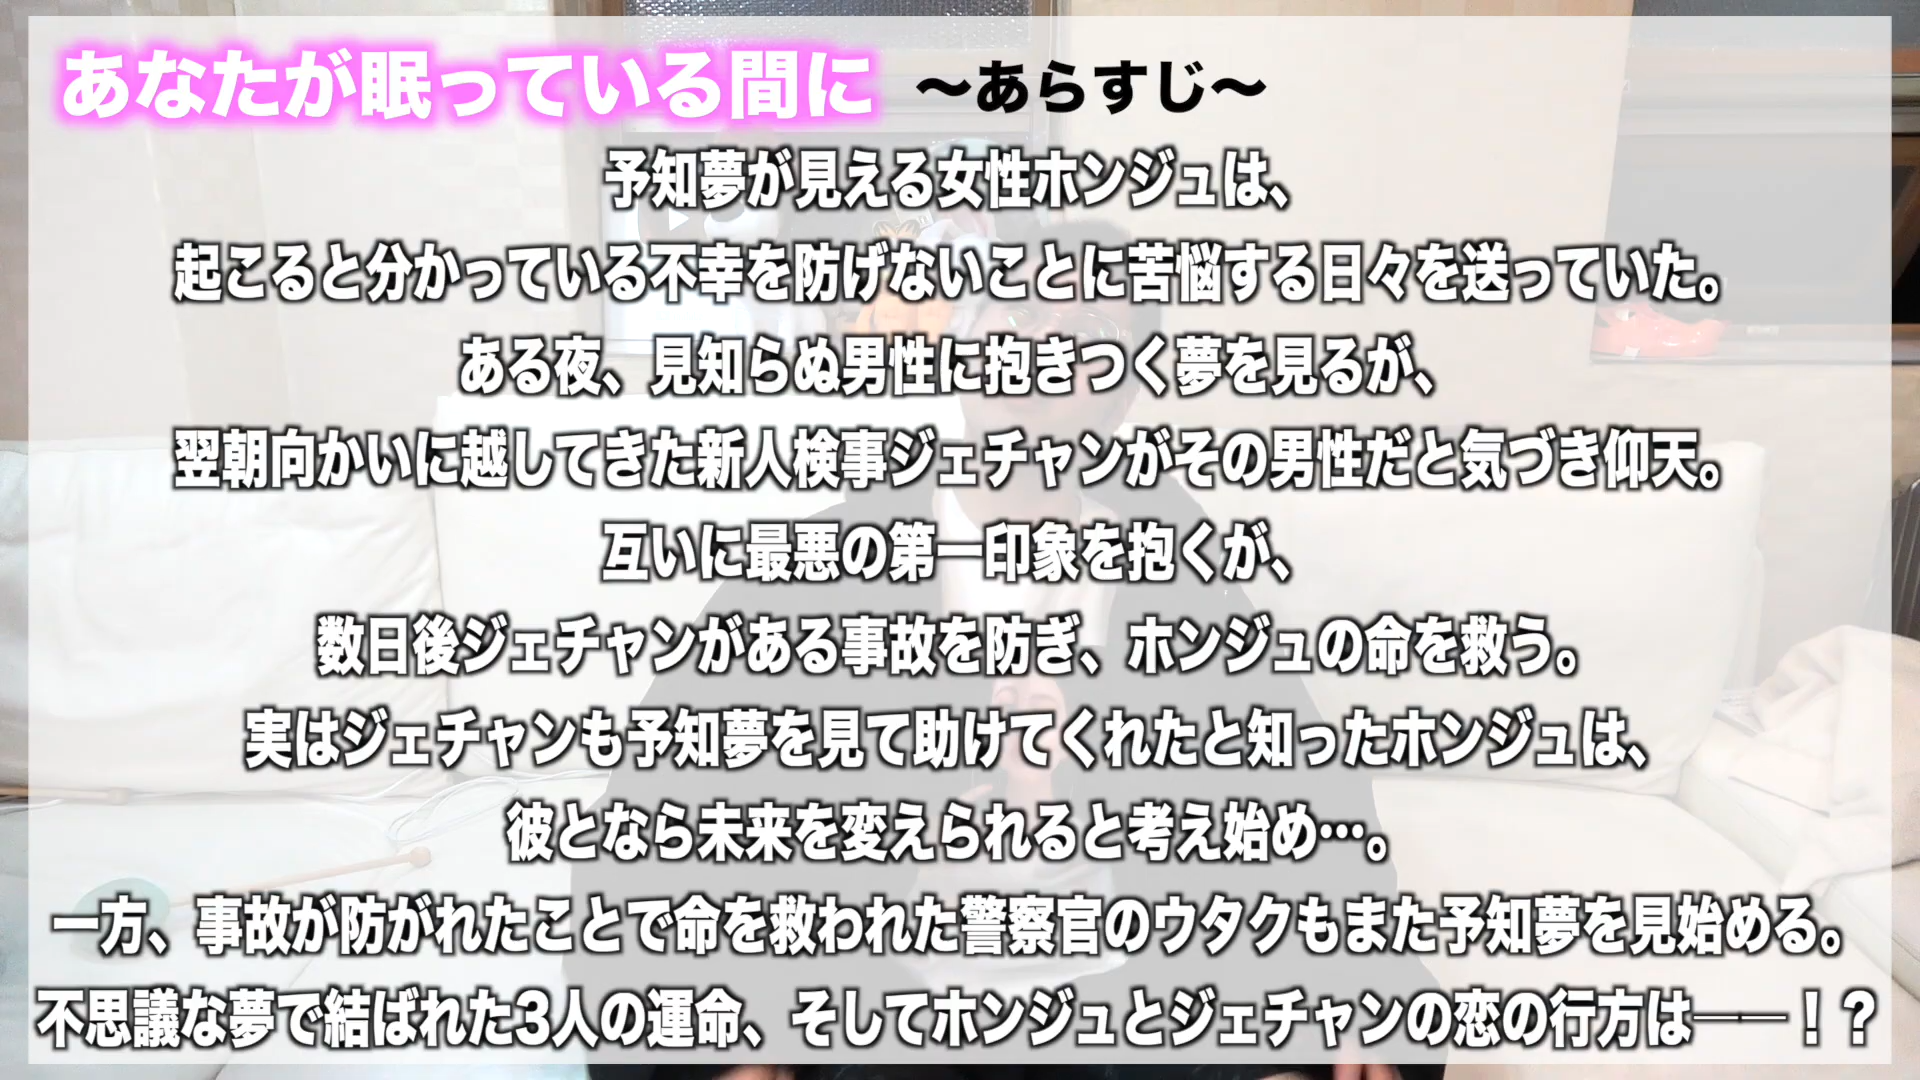 あなたが眠っている間に ～あらすじ～
予知夢が見える女性ホンジュは、
起こると分かっている不幸を防げないことに苦悩する日々を送っていた。
ある夜、見知らぬ男性に抱きつく夢を見るが、
翌朝向かいに越してきた新人検事ジェチャンがその男性だと気づき仰天。
互いに最悪の第一印象を抱くが、
数日後ジェチャンがある事故を防ぎ、ホンジュの命を救う。
実はジェチャンも予知夢を見て助けてくれたと知ったホンジュは、
彼となら未来を変えられると考え始め…。
一方、事故が防がれたことで命を救われた警察官のウタクもまた予知夢を見始める。
不思議な夢で結ばれた3人の運命、そしてホンジュとジェチャンの恋の行方は──！？